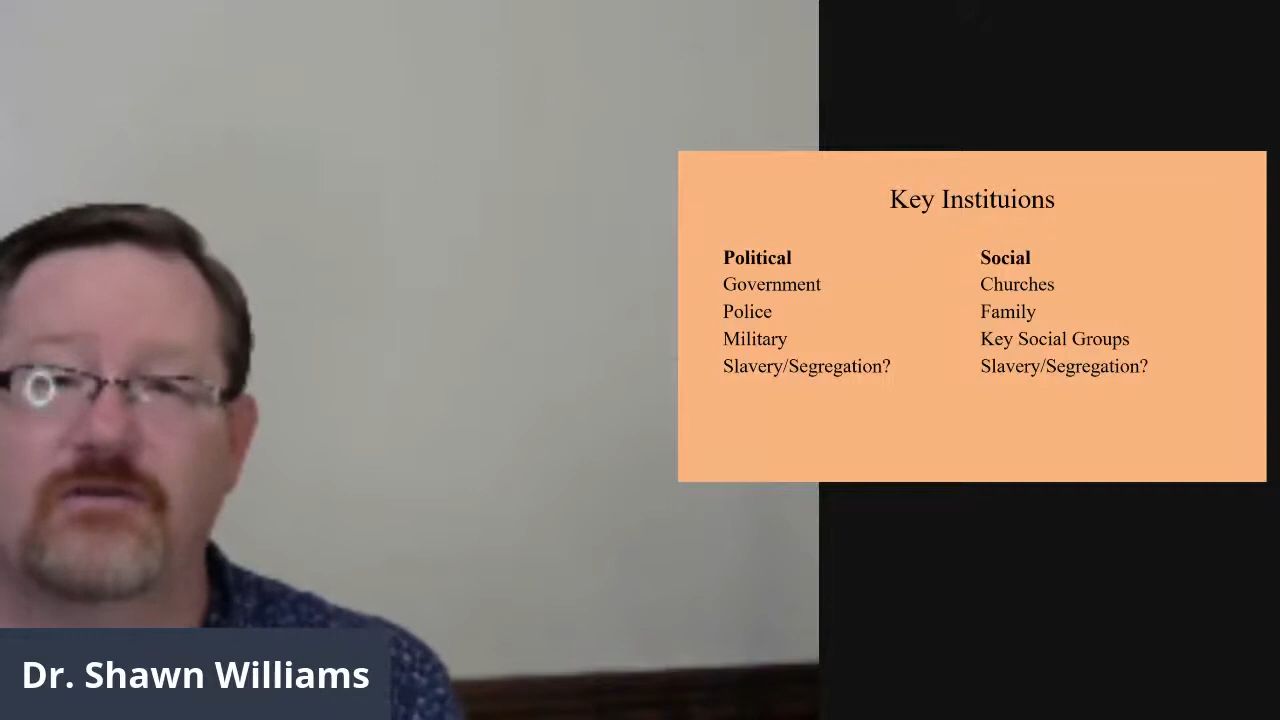 Key Instituions
Political
Government
Police
Military
Slavery/Segregation?
Social
Churches
Family
Key Social Groups
Slavery/Segregation?
Dr. Shawn Williams